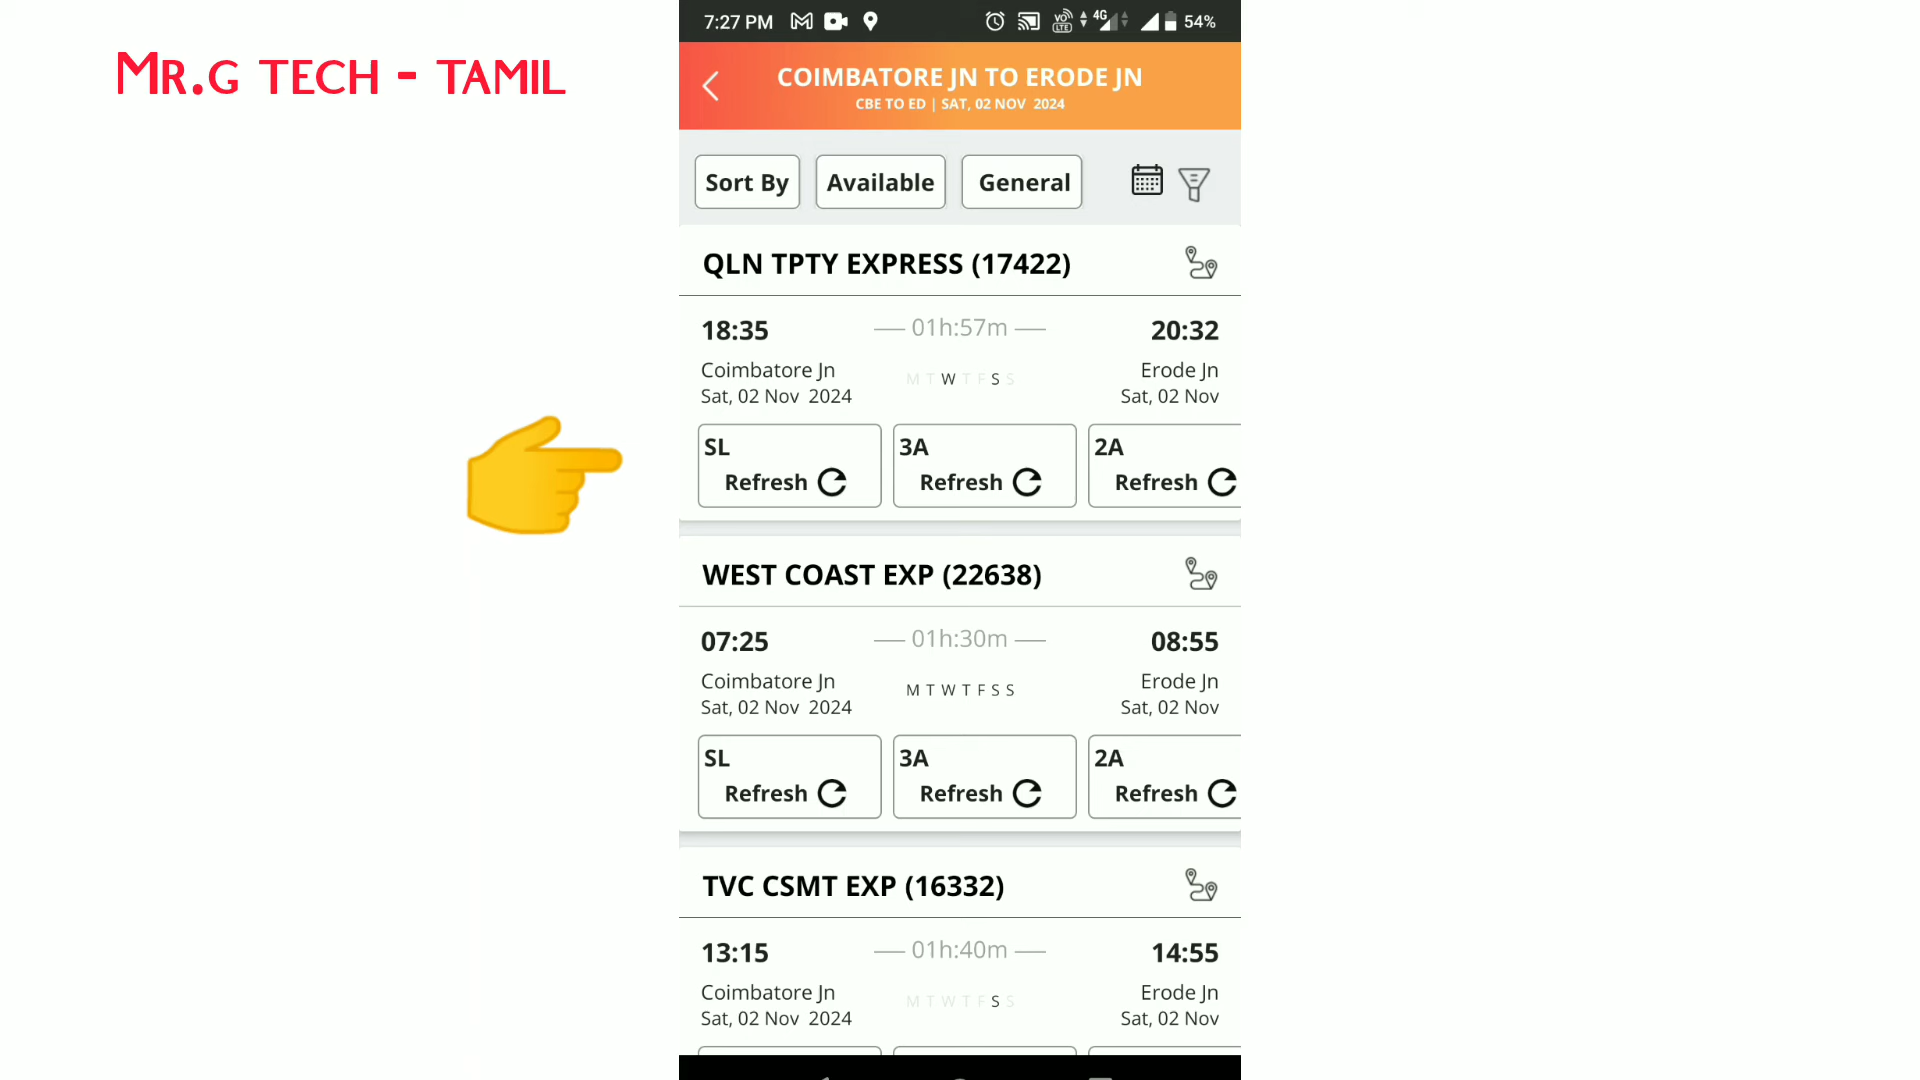 MR.G TECH - TAMIL
7:27 PM 4G 54%
COIMBATORE JN TO ERODE JN
CBE TO ED | SAT, 02 NOV 2024
Sort By Available General
QLN TPTY EXPRESS (17422)
18:35 01h:57m 20:32
Coimbatore Jn Erode Jn
M T W T F S S
Sat, 02 Nov 2024 Sat, 02 Nov
SL 3A 2A
Refresh Refresh Refresh
WEST COAST EXP (22638)
07:25 01h:30m 08:55
Coimbatore Jn Erode Jn
M T W T F S S
Sat, 02 Nov 2024 Sat, 02 Nov
SL 3A 2A
Refresh Refresh Refresh
TVC CSMT EXP (16332)
13:15 01h:40m 14:55
Coimbatore Jn Erode Jn
M T W T F S S
Sat, 02 Nov 2024 Sat, 02 Nov